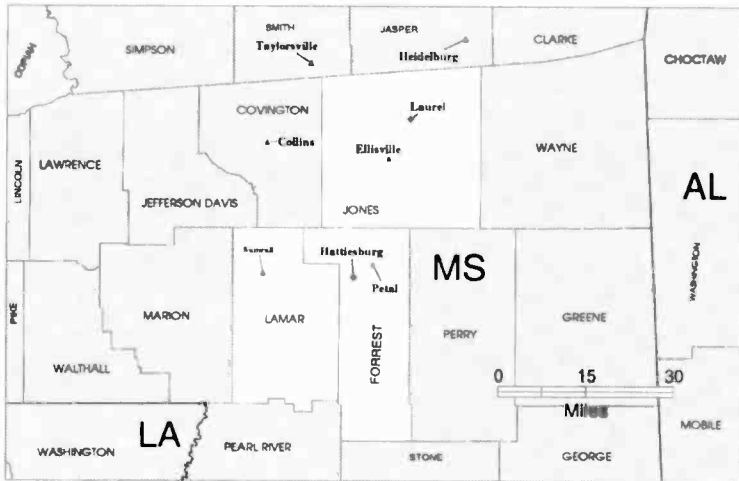 SMITH
JASPER
SIMPSON
Taylorsville
Heidelburg
CLARKE
COPIAH
CHOCTAW
Laurel
COVINGTON
Collins
Ellisville
WAYNE
LINCOLN
LAWRENCE
AL
JEFFERSON DAVIS
JONES
Hattiesburg
MS
WASHINGTON
Sumrall
Petal
PIKE
MARION
LAMAR
GREENE
PERRY
FORREST
WALTHALL
0 15 30
Miles
LA
MOBILE
WASHINGTON
PEARL RIVER
STONE
GEORGE